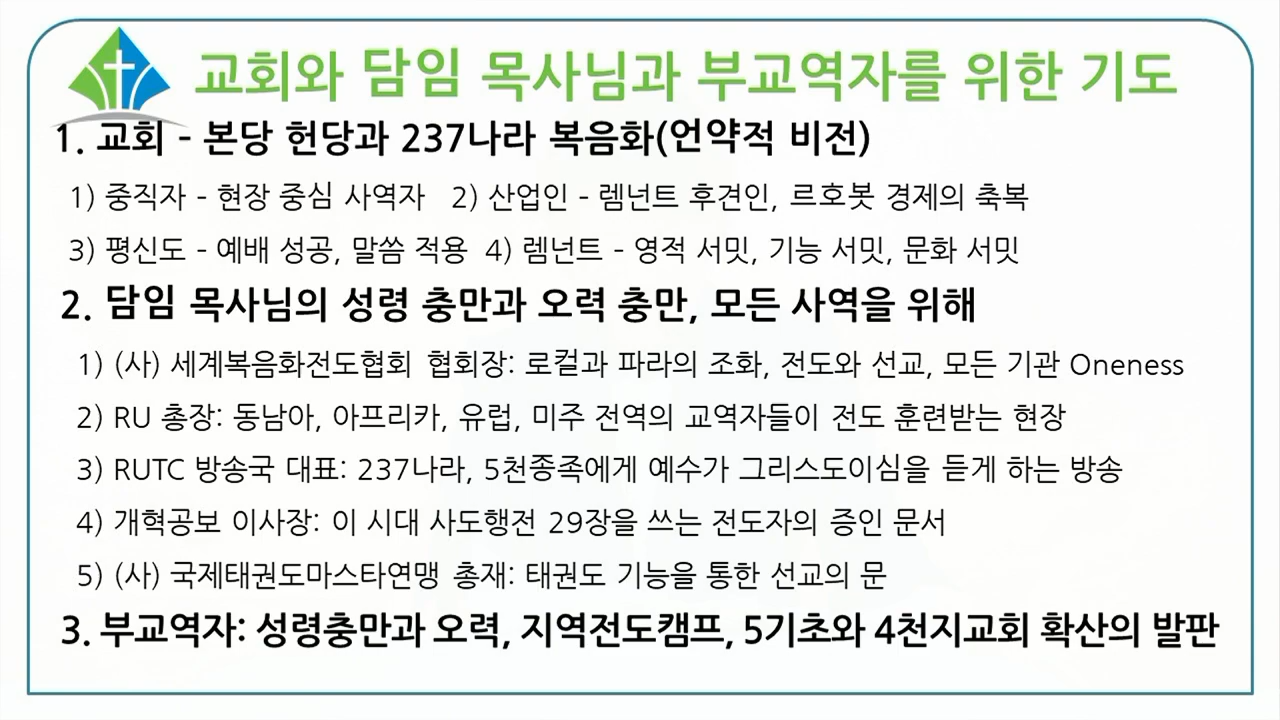 교회와 담임 목사님과 부교역자를 위한 기도
1. 교회 - 본당 헌당과 237나라 복음화(언약적 비전)
1) 중직자 - 현장 중심 사역자 2) 산업인 - 렘넌트 후견인, 르호봇 경제의 축복
3) 평신도 - 예배 성공, 말씀 적용 4) 렘넌트 - 영적 서밋, 기능 서밋, 문화 서밋
2. 담임 목사님의 성령 충만과 오력 충만, 모든 사역을 위해
1) (사) 세계복음화전도협회 협회장: 로컬과 파라의 조화, 전도와 선교, 모든 기관 Oneness
2) RU 총장: 동남아, 아프리카, 유럽, 미주 전역의 교역자들이 전도 훈련받는 현장
3) RUTC 방송국 대표: 237나라, 5천종족에게 예수가 그리스도이심을 듣게 하는 방송
4) 개혁공보 이사장: 이 시대 사도행전 29장을 쓰는 전도자의 증인 문서
5) (사) 국제태권도마스타연맹 총재: 태권도 기능을 통한 선교의 문
3. 부교역자: 성령충만과 오력, 지역전도캠프, 5기초와 4천지교회 확산의 발판